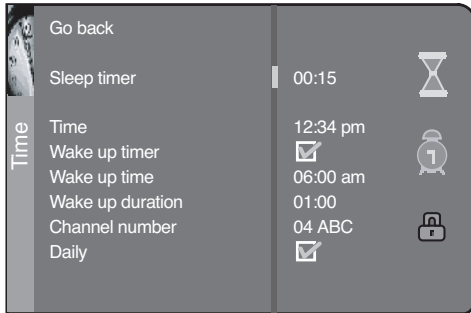 Go back
Sleep timer 00:15
Time 12:34 pm
Wake up timer
Wake up time 06:00 am
Wake up duration 01:00
Channel number 04 ABC
Daily
Time
1